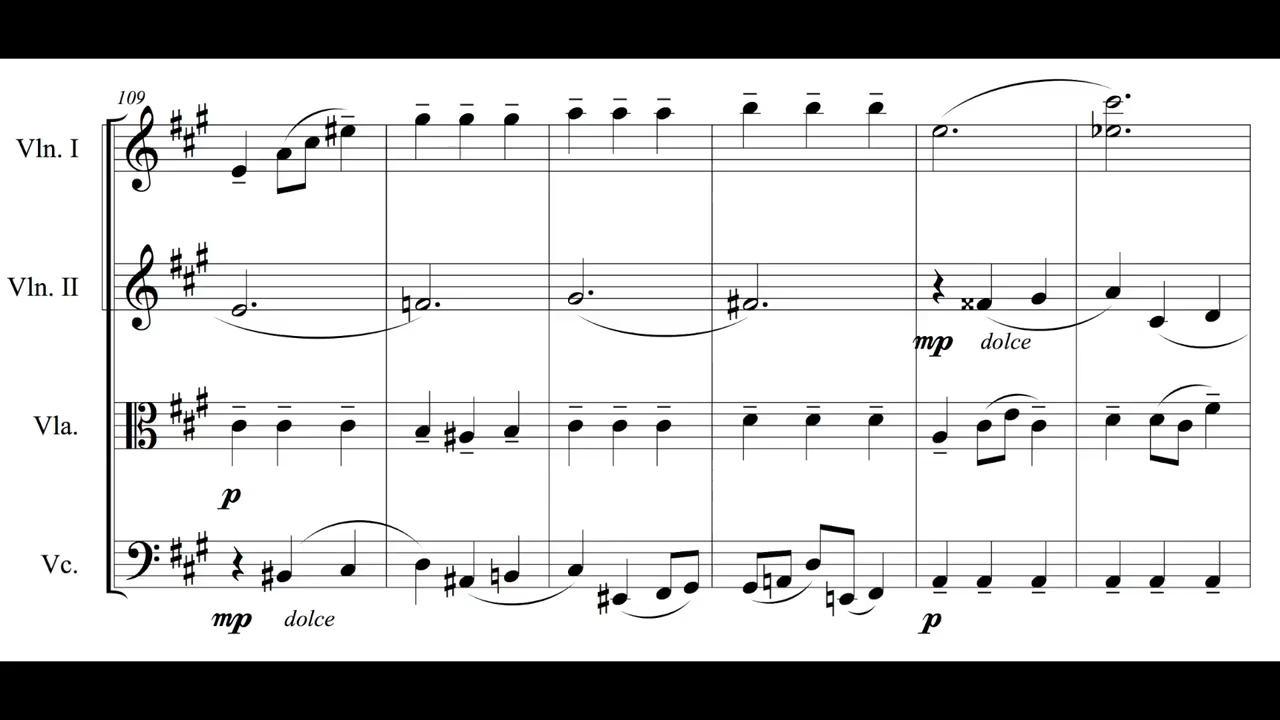 109
Vln. I
Vln. II
mp dolce
Vla.
p
Vc.
mp dolce
p